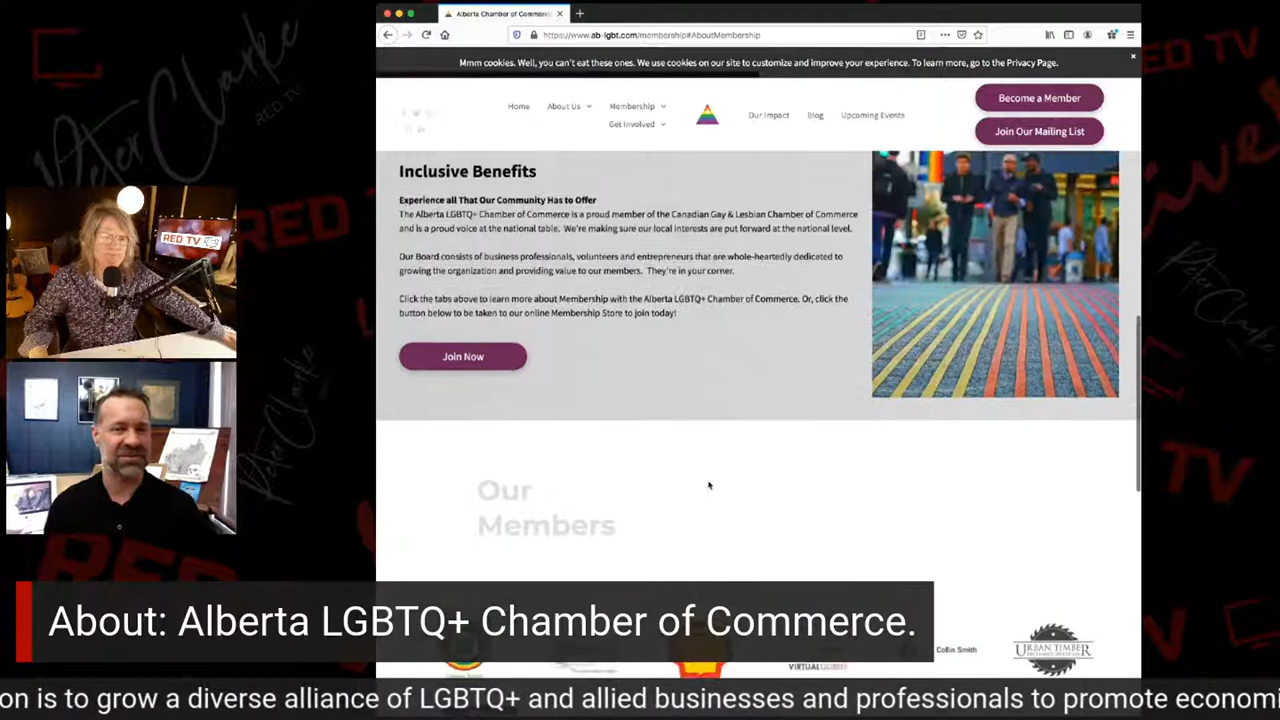 Alberta Chamber of Commerce
https://www.ab-lgbt.com/membership#AboutMembership
Mmm cookies. Well, you can't eat these ones. We use cookies on our site to customize and improve your experience. To learn more, go to the Privacy Page.
Home
About Us
Membership
Get Involved
Our Impact
Blog
Upcoming Events
Become a Member
Join Our Mailing List
Inclusive Benefits
Experience all That Our Community Has to Offer
The Alberta LGBTQ+ Chamber of Commerce is a proud member of the Canadian Gay & Lesbian Chamber of Commerce
and is a proud voice at the national table. We're making sure our local interests are put forward at the national level.
Our Board consists of business professionals, volunteers and entrepreneurs that are whole-heartedly dedicated to
growing the organization and providing value to our members. They're in your corner.
Click the tabs above to learn more about Membership with the Alberta LGBTQ+ Chamber of Commerce. Or, click the
button below to be taken to our online Membership Store to join today!
Join Now
Our
Members
RED TV
Peter Clarke
RED TV
RED TV
RED TV
Collin Smith
URBAN TIMBER
VIRTUAL
About: Alberta LGBTQ+ Chamber of Commerce.
on is to grow a diverse alliance of LGBTQ+ and allied businesses and professionals to promote econom